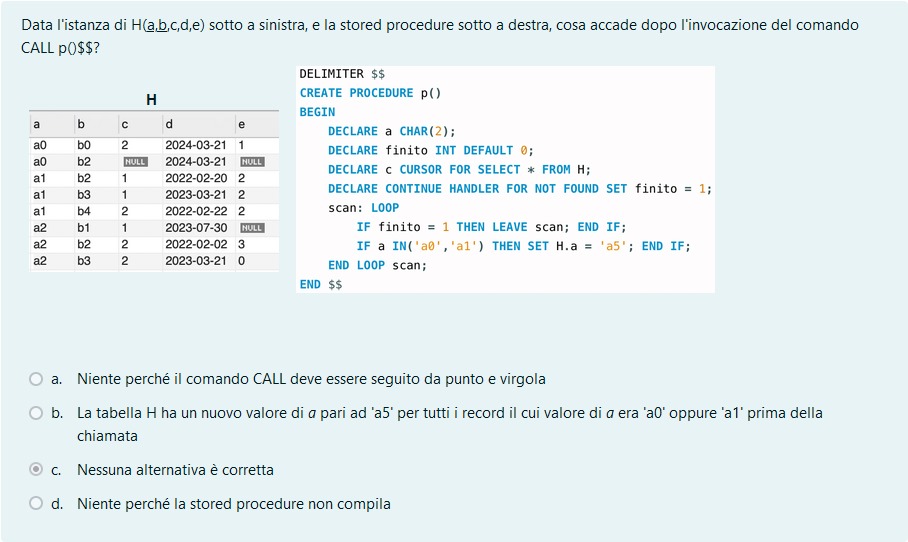 Data l'istanza di H(a,b,c,d,e) sotto a sinistra, e la stored procedure sotto a destra, cosa accade dopo l'invocazione del comando
CALL p()$$?
H
a b c d e
a0 b0 2 2024-03-21 1
a0 b2 NULL 2024-03-21 NULL
a1 b2 1 2022-02-20 2
a1 b3 1 2023-03-21 2
a1 b4 2 2022-02-22 2
a2 b1 1 2023-07-30 NULL
a2 b2 2 2022-02-02 3
a2 b3 2 2023-03-21 0
DELIMITER $$
CREATE PROCEDURE p()
BEGIN
DECLARE a CHAR(2);
DECLARE finito INT DEFAULT 0;
DECLARE c CURSOR FOR SELECT * FROM H;
DECLARE CONTINUE HANDLER FOR NOT FOUND SET finito = 1;
scan: LOOP
IF finito = 1 THEN LEAVE scan; END IF;
IF a IN('a0','a1') THEN SET H.a = 'a5'; END IF;
END LOOP scan;
END $$
a. Niente perché il comando CALL deve essere seguito da punto e virgola
b. La tabella H ha un nuovo valore di a pari ad 'a5' per tutti i record il cui valore di a era 'a0' oppure 'a1' prima della
chiamata
c. Nessuna alternativa è corretta
d. Niente perché la stored procedure non compila